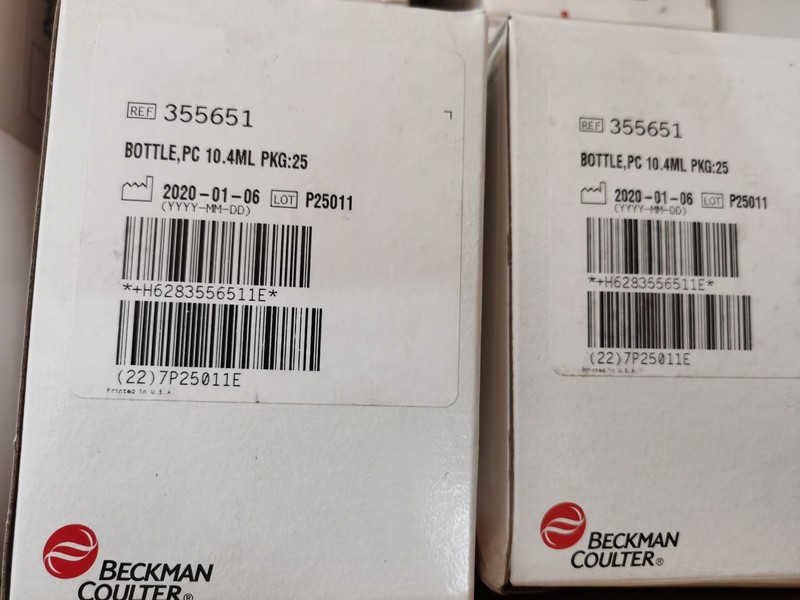 REF 355651
BOTTLE,PC 10.4ML PKG:25
2020-01-06 LOT P25011
(YYYY-MM-DD)
*+H6283556511E*
(22)7P25011E
Printed in U.S.A.
BECKMAN
COULTER®
REF 355651
BOTTLE,PC 10.4ML PKG:25
2020-01-06 LOT P25011
(YYYY-MM-DD)
*+H6283556511E*
(22)7P25011E
Printed in U.S.A.
BECKMAN
COULTER®